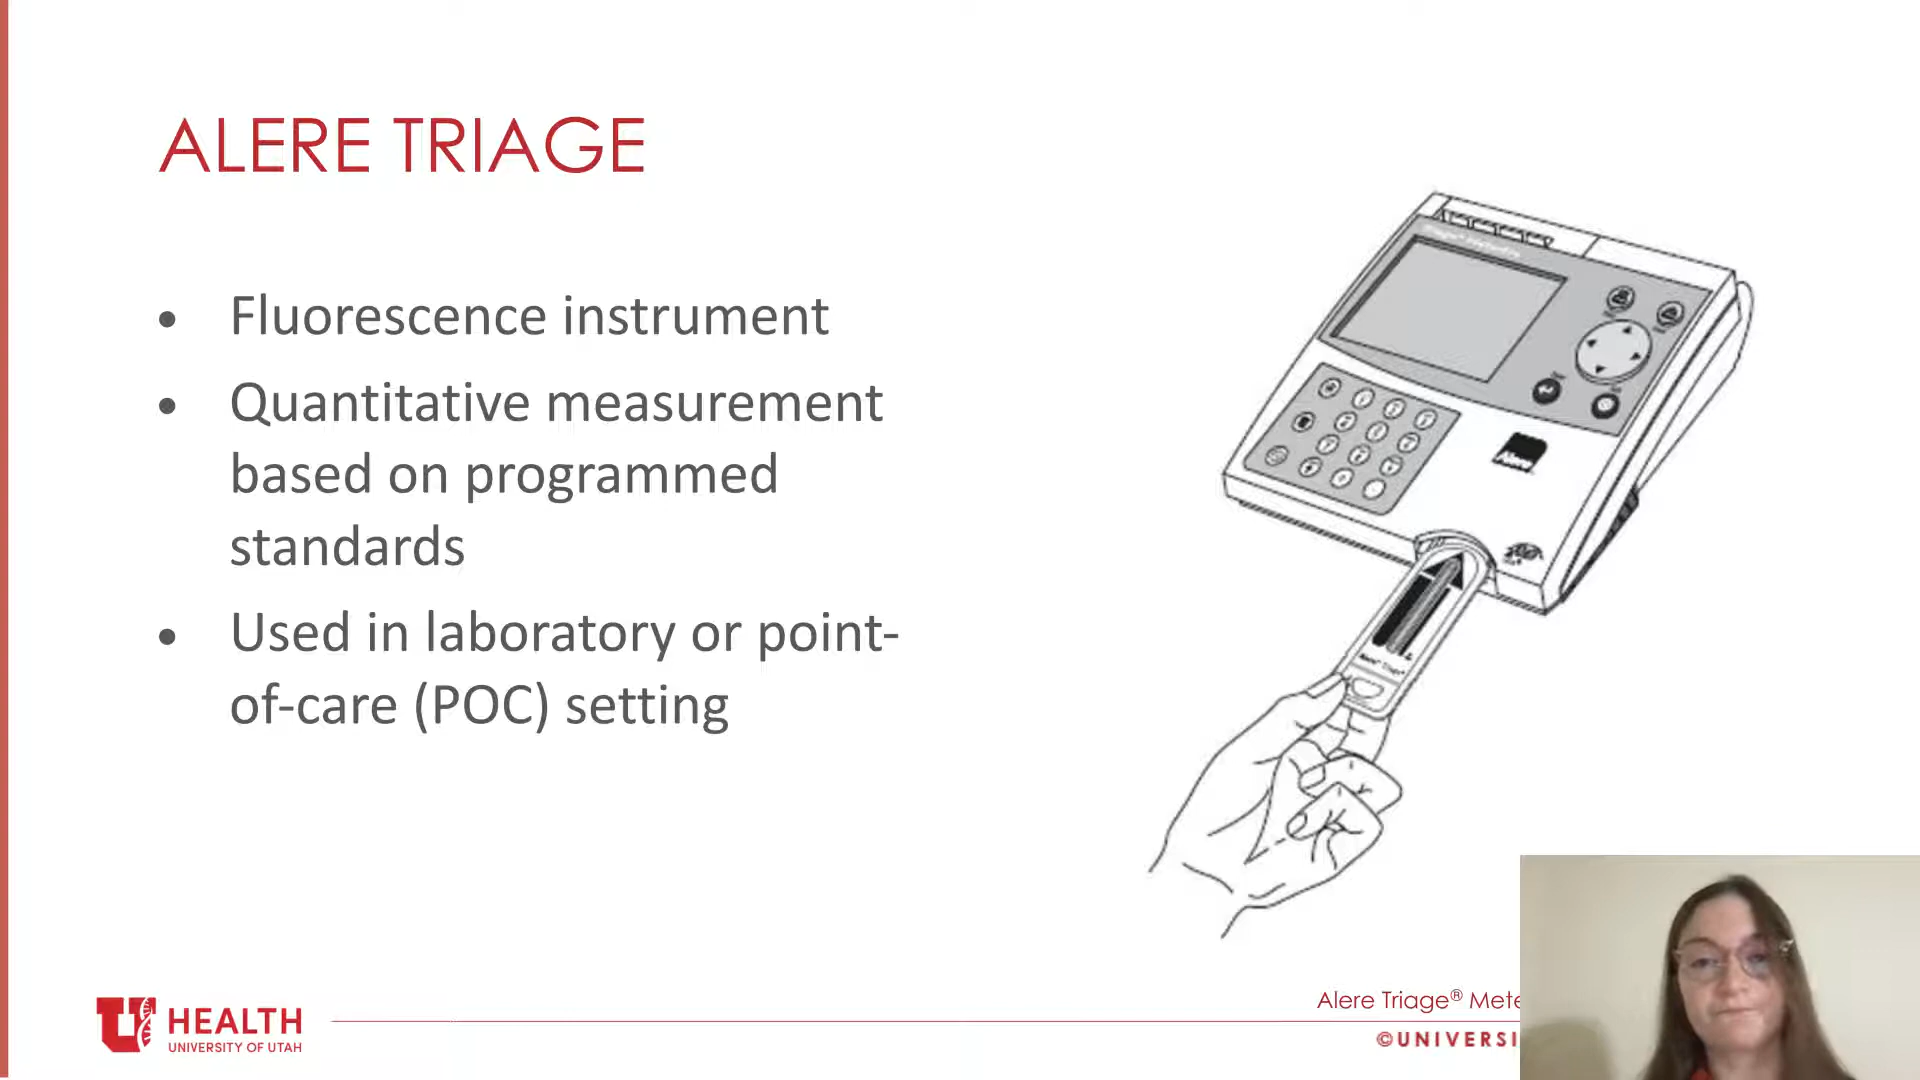 ALERE TRIAGE
• Fluorescence instrument
• Quantitative measurement
based on programmed
standards
• Used in laboratory or point-
of-care (POC) setting
Alere
U HEALTH
UNIVERSITY OF UTAH
Alere Triage® Mete
©UNIVERSI